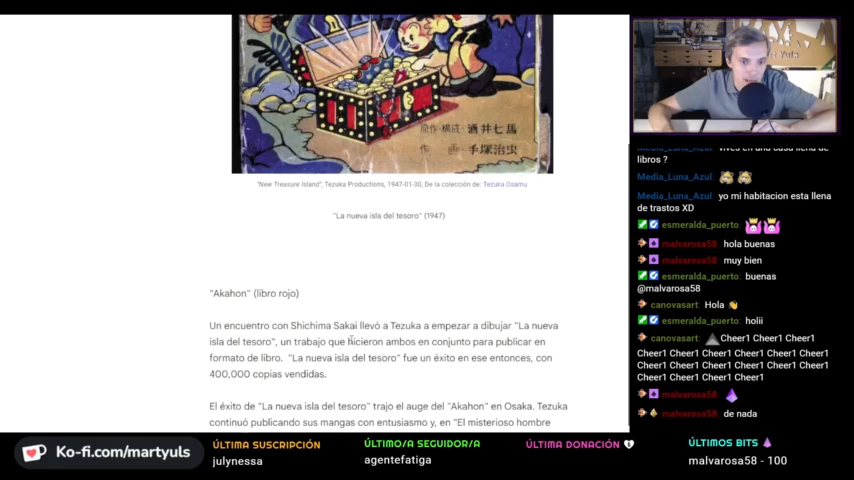 原作・構成 酒井七馬
作 画 手塚治虫
"New Treasure Island", Tezuka Productions, 1947-01-30, De la colección de: Tezuka Osamu
"La nueva isla del tesoro" (1947)
"Akahon" (libro rojo)
Un encuentro con Shichima Sakai llevó a Tezuka a empezar a dibujar "La nueva
isla del tesoro", un trabajo que hicieron ambos en conjunto para publicar en
formato de libro. "La nueva isla del tesoro" fue un éxito en ese entonces, con
400,000 copias vendidas.
El éxito de "La nueva isla del tesoro" trajo el auge del "Akahon" en Osaka. Tezuka
continuó publicando sus mangas con entusiasmo y, en "El misterioso hombre
Yuls
Media_Luna_Azul: vives en una casa llena de
libros ?
Media_Luna_Azul:
Media_Luna_Azul: yo mi habitacion esta llena
de trastos XD
esmeralda_puerto:
malvarosa58: hola buenas
malvarosa58: muy bien
esmeralda_puerto: buenas
@malvarosa58
canovasart: Hola
esmeralda_puerto: holii
canovasart: Cheer1 Cheer1 Cheer1
Cheer1 Cheer1 Cheer1 Cheer1 Cheer1 Cheer1
Cheer1 Cheer1 Cheer1 Cheer1 Cheer1 Cheer1
Cheer1 Cheer1 Cheer1 Cheer1
malvarosa58:
malvarosa58: de nada
Ko-fi.com/martyuls
ÚLTIMA SUSCRIPCIÓN
julynessa
ÚLTIMO/A SEGUIDOR/A
agentefatiga
ÚLTIMA DONACIÓN
ÚLTIMOS BITS
malvarosa58 - 100